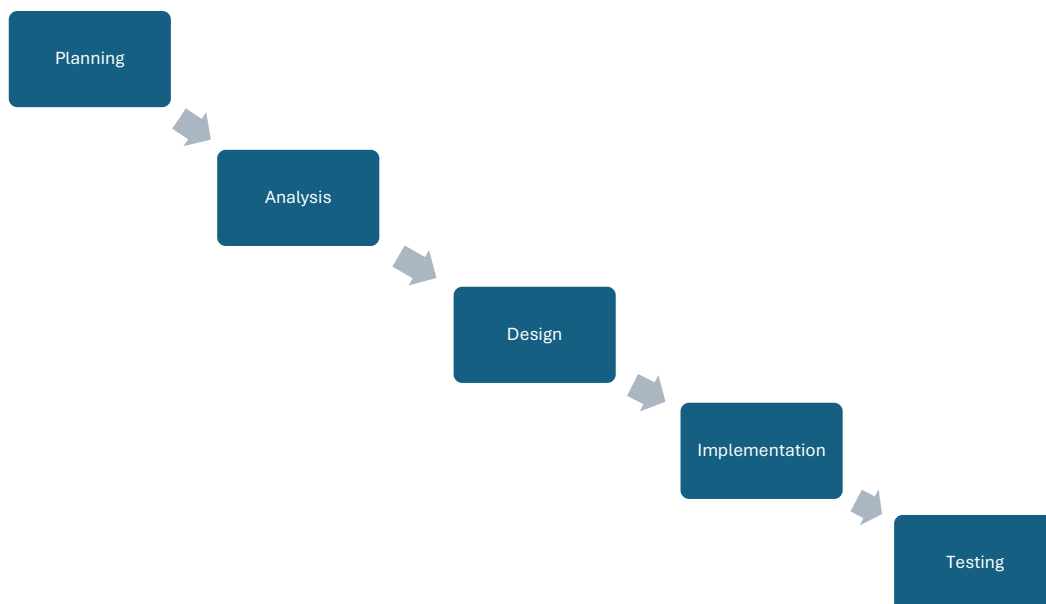 Planning
Analysis
Design
Implementation
Testing